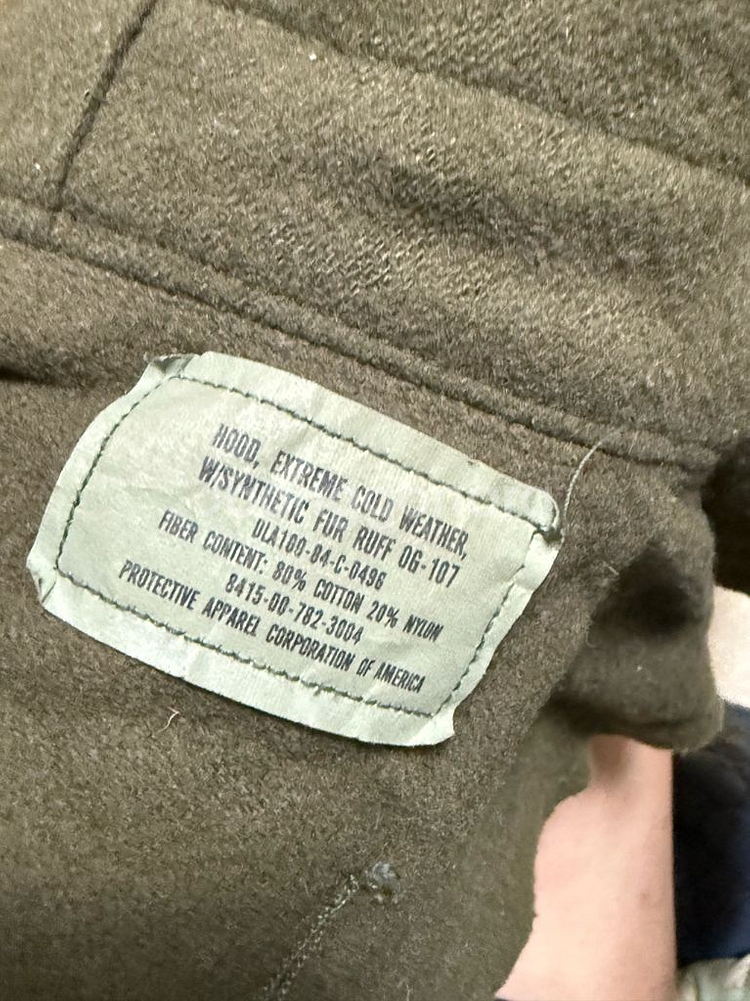 HOOD, EXTREME COLD WEATHER,
W/SYNTHETIC FUR RUFF OG-107
DLA100-84-C-0496
FIBER CONTENT: 80% COTTON 20% NYLON
8415-00-782-3004
PROTECTIVE APPAREL CORPORATION OF AMERICA